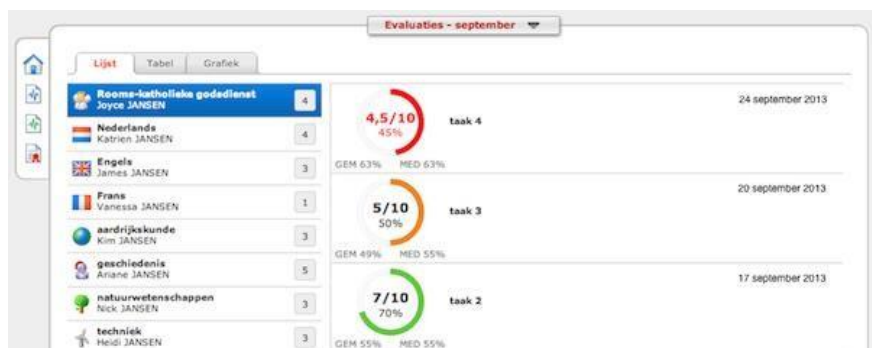 Evaluaties - september
Lijst
Tabel
Grafiek
Rooms-katholieke godsdienst
Joyce JANSEN
4
Nederlands
Katrien JANSEN
4
Engels
James JANSEN
3
Frans
Vanessa JANSEN
1
aardrijkskunde
Kim JANSEN
3
geschiedenis
Ariane JANSEN
5
natuurwetenschappen
Nick JANSEN
3
techniek
Heidi JANSEN
3
24 september 2013
4,5/10
45%
taak 4
GEM 63% MED 63%
20 september 2013
5/10
50%
taak 3
GEM 49% MED 55%
17 september 2013
7/10
70%
taak 2
GEM 55% MED 55%